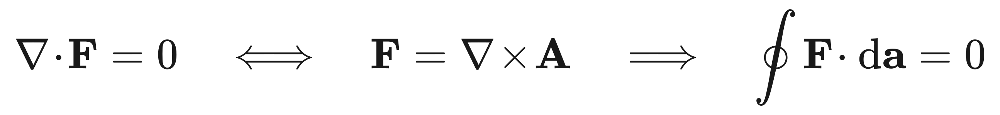 ∇·𝐅 = 0 ⟺ 𝐅 = ∇×𝐀 ⟹ ∮ 𝐅· d𝐚 = 0